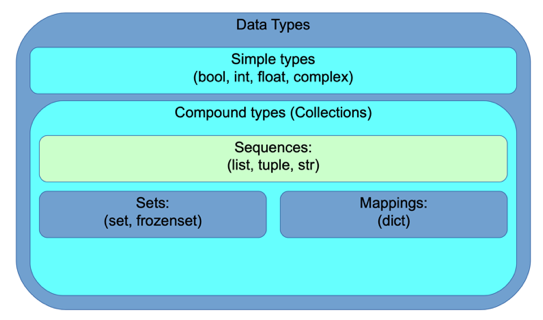 Data Types
Simple types
(bool, int, float, complex)
Compound types (Collections)
Sequences:
(list, tuple, str)
Sets:
(set, frozenset)
Mappings:
(dict)